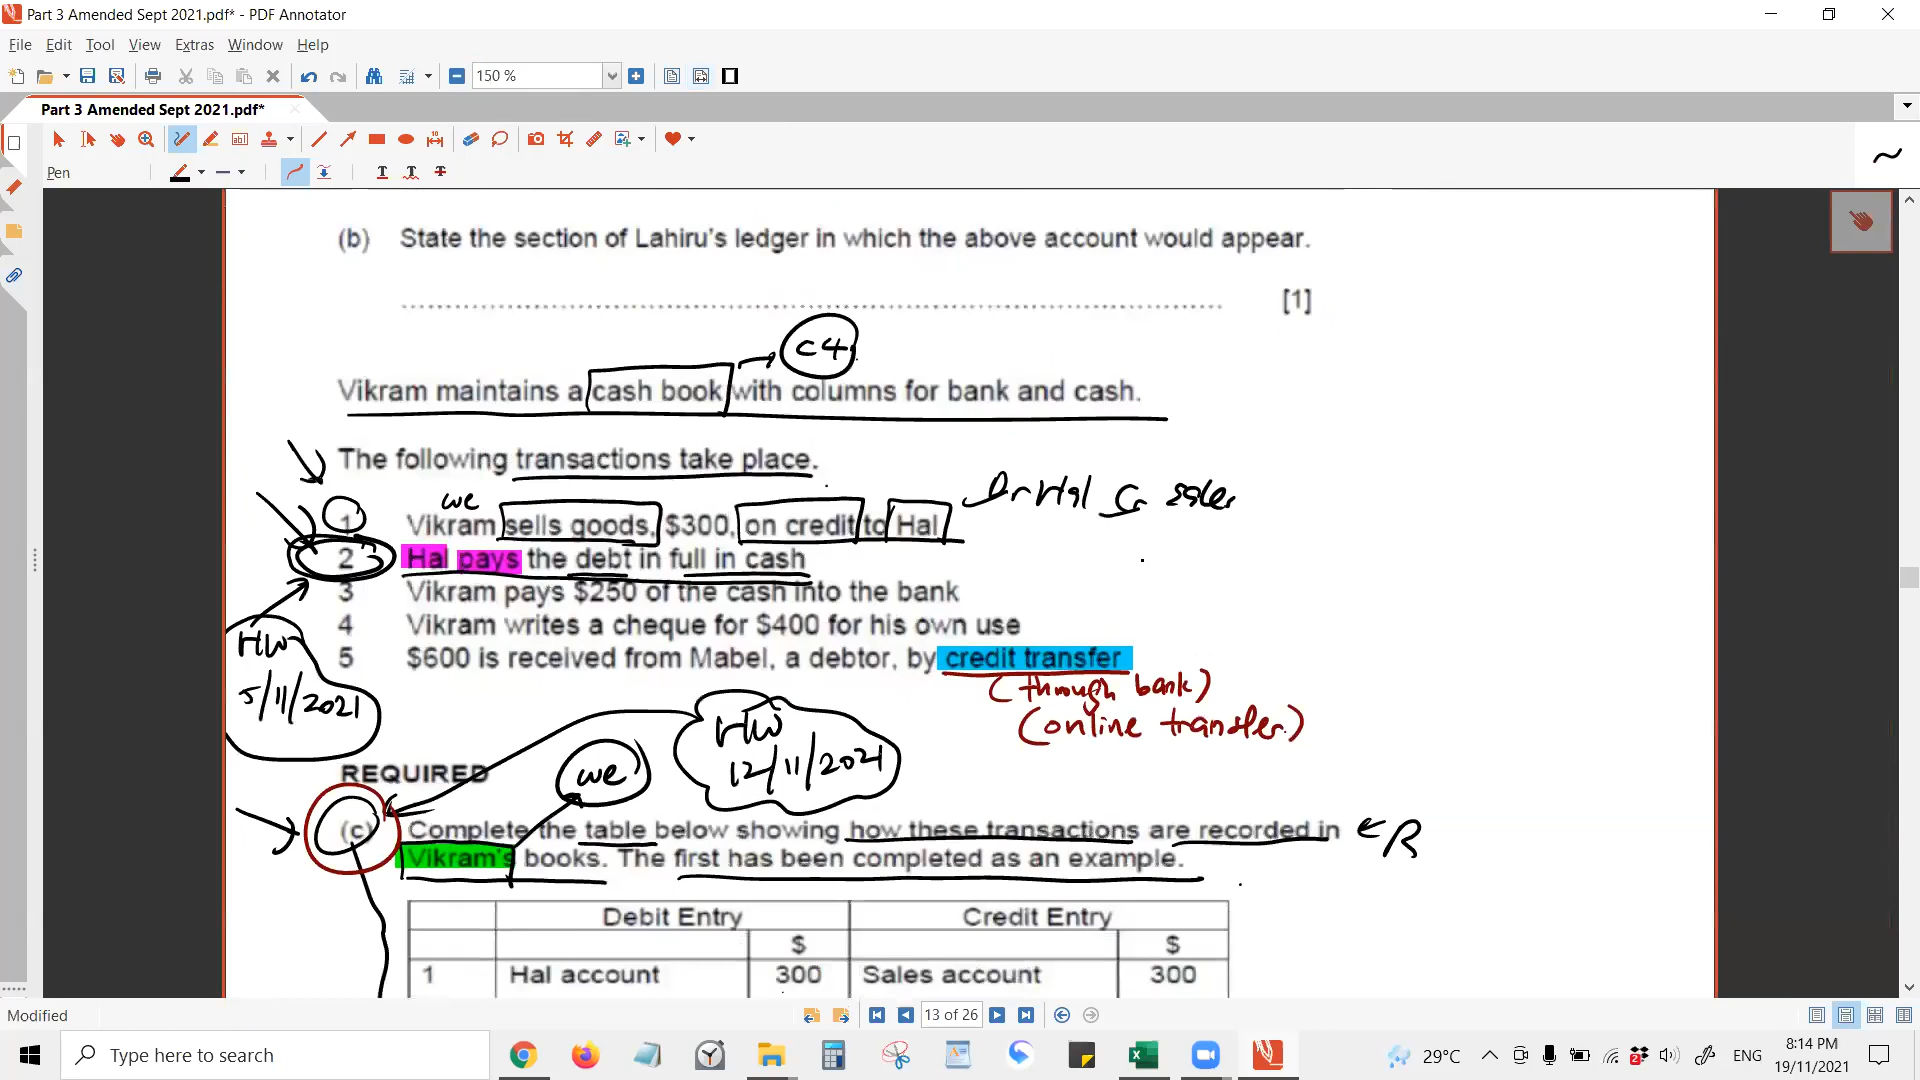 Part 3 Amended Sept 2021.pdf* - PDF Annotator
File Edit Tool View Extras Window Help
150 %
Part 3 Amended Sept 2021.pdf*
Pen
(b) State the section of Lahiru's ledger in which the above account would appear.
[1]
C4
Vikram maintains a cash book with columns for bank and cash.
The following transactions take place.
we
Dr Hal Cr sales
1 Vikram sells goods, $300, on credit to Hal
2 Hal pays the debt in full in cash
3 Vikram pays $250 of the cash into the bank
4 Vikram writes a cheque for $400 for his own use
5 $600 is received from Mabel, a debtor, by credit transfer
HW
5/11/2021
(through bank)
(online transfer)
HW
12/11/2021
we
REQUIRED
(c) Complete the table below showing how these transactions are recorded in
Vikram's books. The first has been completed as an example.
Debit Entry Credit Entry
$ $
1 Hal account 300 Sales account 300
Modified
13 of 26
Type here to search
29°C
ENG
8:14 PM
19/11/2021